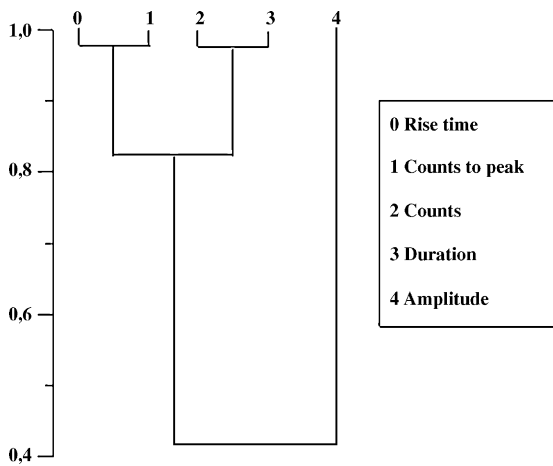 0 1 2 3 4
1,0
0,8
0,6
0,4
0 Rise time
1 Counts to peak
2 Counts
3 Duration
4 Amplitude